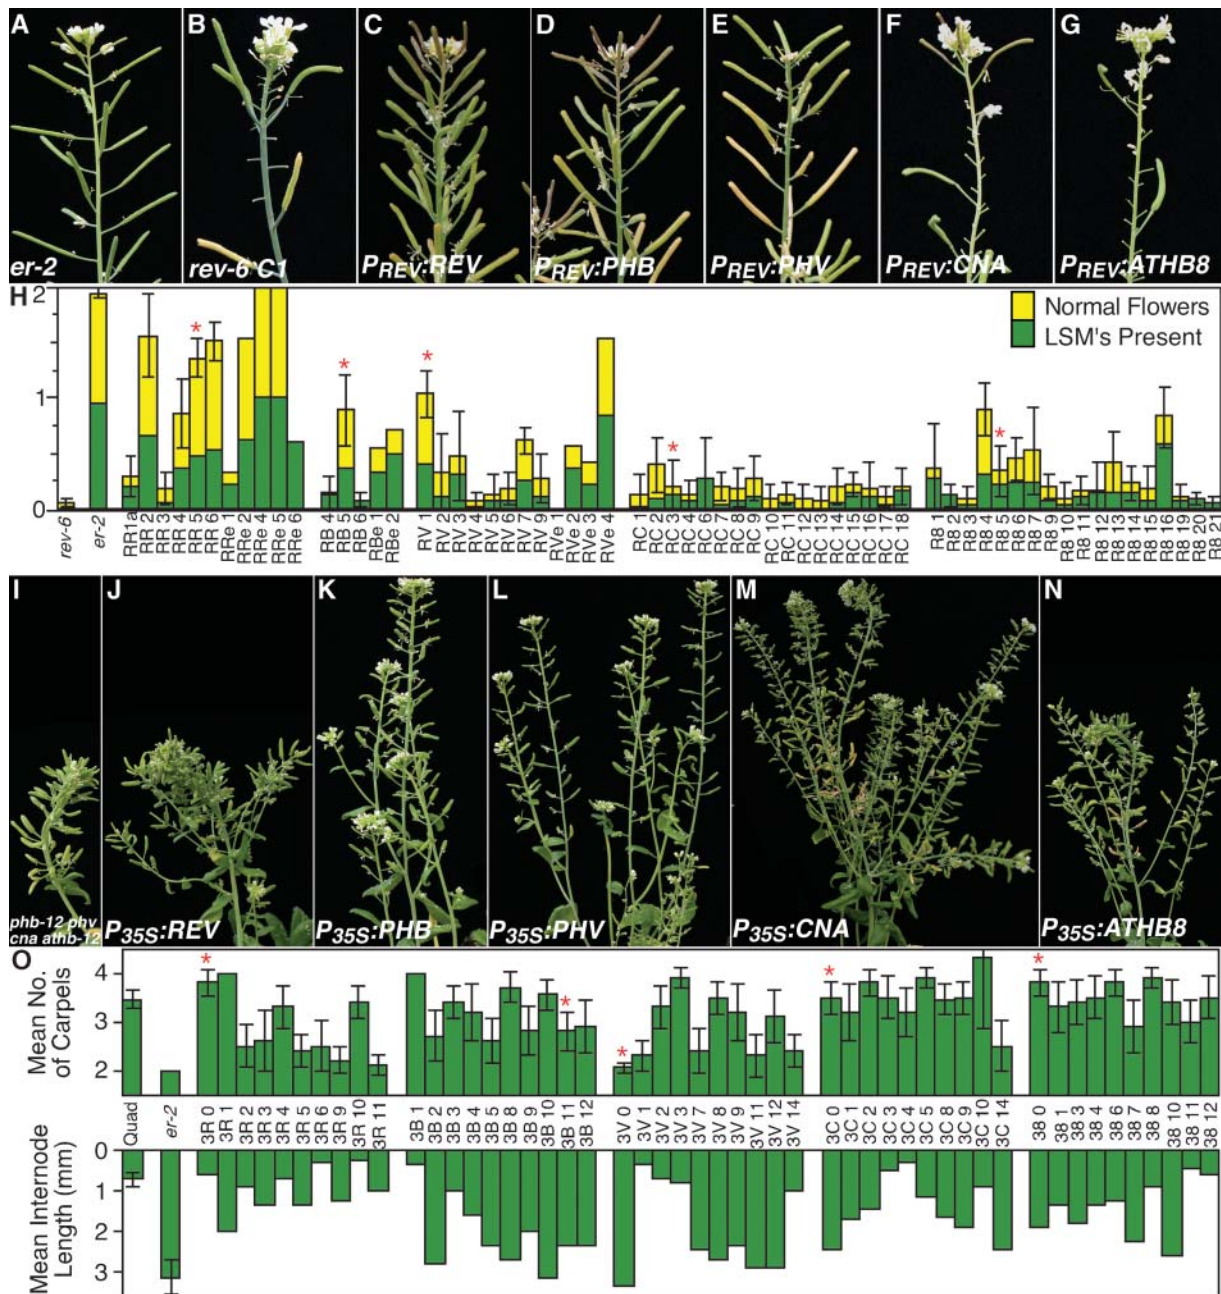 A B C D E F G
er-2 rev-6 C1 PREV:REV PREV:PHB PREV:PHV PREV:CNA PREV:ATHB8
H
2
1
0
Normal Flowers
LSM's Present
* * * * *
rev-6 er-2 RR1a RR 2 RR 3 RR 4 RR 5 RR 6 RRe 1 RRe 2 RRe 4 RRe 5 RRe 6 RB 4 RB 5 RB 6 RBe 1 RBe 2 RV 1 RV 2 RV 3 RV 4 RV 5 RV 6 RV 7 RV 9 RVe1 RVe2 RVe 3 RVe 4 RC 1 RC 2 RC 3 RC 4 RC 6 RC 7 RC 8 RC 9 RC 10 RC 11 RC 12 RC 13 RC 14 RC 15 RC 16 RC 17 RC 18 R8 1 R8 2 R8 3 R8 4 R8 5 R8 6 R8 7 R8 9 R8 10 R8 11 R8 12 R8 13 R8 14 R8 15 R8 16 R8 19 R8 20 R8 21
I J K L M N
phb-12 phv
cna athb-12 P35S:REV P35S:PHB P35S:PHV P35S:CNA P35S:ATHB8
O
Mean No.
of Carpels
4
3
2
* * * * *
Quad er-2 3R 0 3R 1 3R 2 3R 3 3R 4 3R 5 3R 6 3R 9 3R 10 3R 11 3B 1 3B 2 3B 3 3B 4 3B 5 3B 8 3B 9 3B 10 3B 11 3B 12 3V 0 3V 1 3V 2 3V 3 3V 7 3V 8 3V 9 3V 11 3V 12 3V 14 3C 0 3C 1 3C 2 3C 3 3C 4 3C 5 3C 8 3C 9 3C 10 3C 14 38 0 38 1 38 3 38 4 38 6 38 7 38 8 38 10 38 11 38 12
Mean Internode
Length (mm)
0
1
2
3